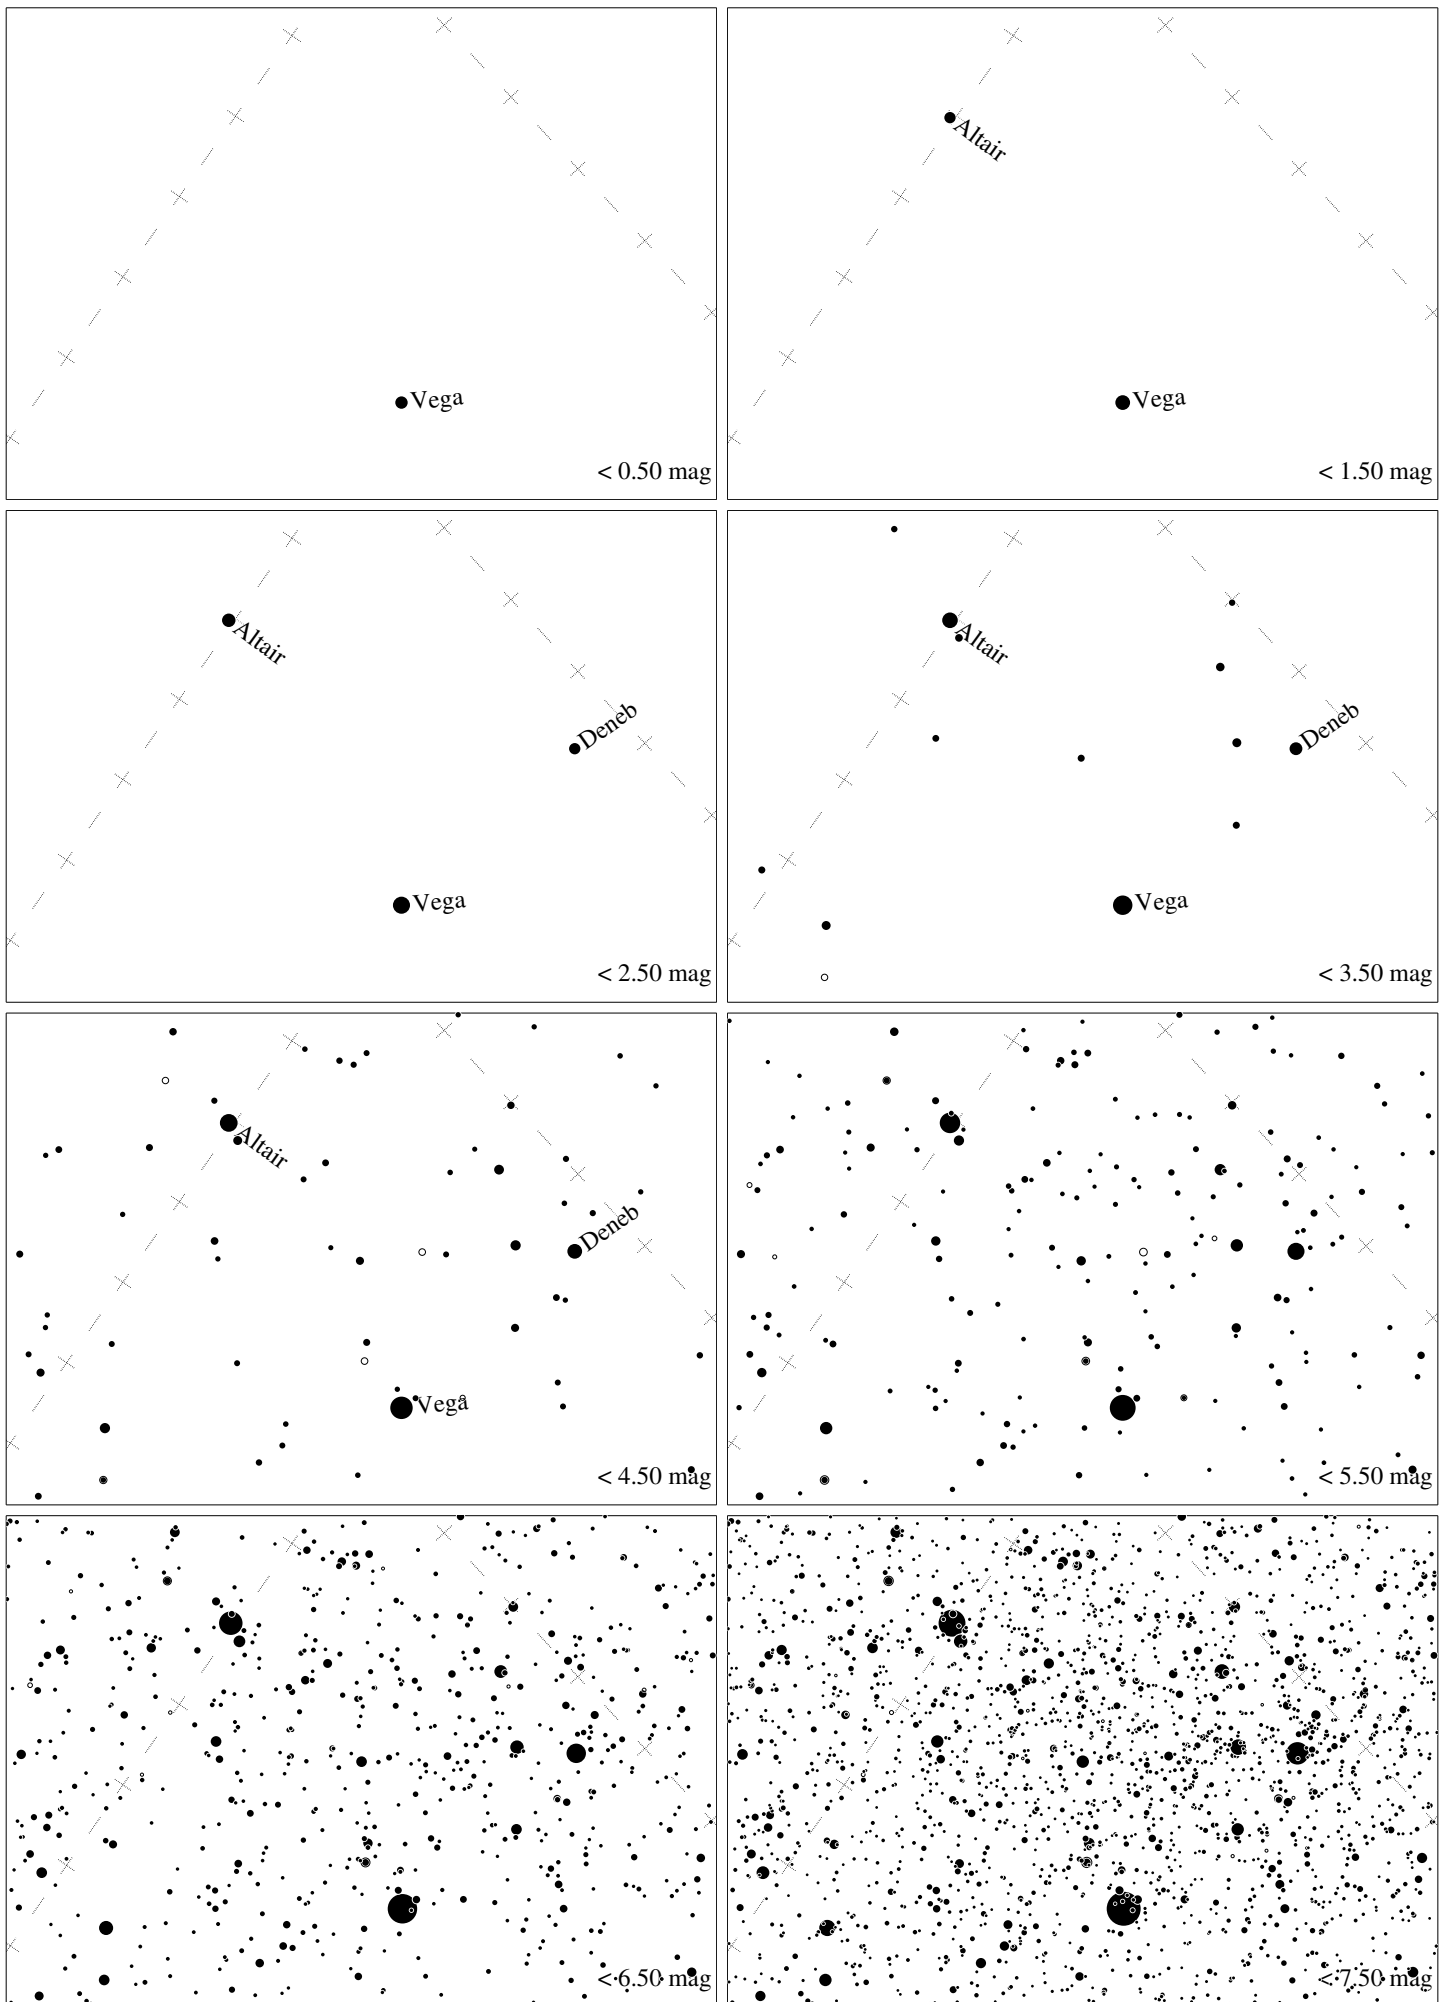 Vega
< 0.50 mag
Altair
Vega
< 1.50 mag
Altair
Deneb
Vega
< 2.50 mag
Altair
Deneb
Vega
< 3.50 mag
Altair
Deneb
Vega
< 4.50 mag
< 5.50 mag
< 6.50 mag
< 7.50 mag